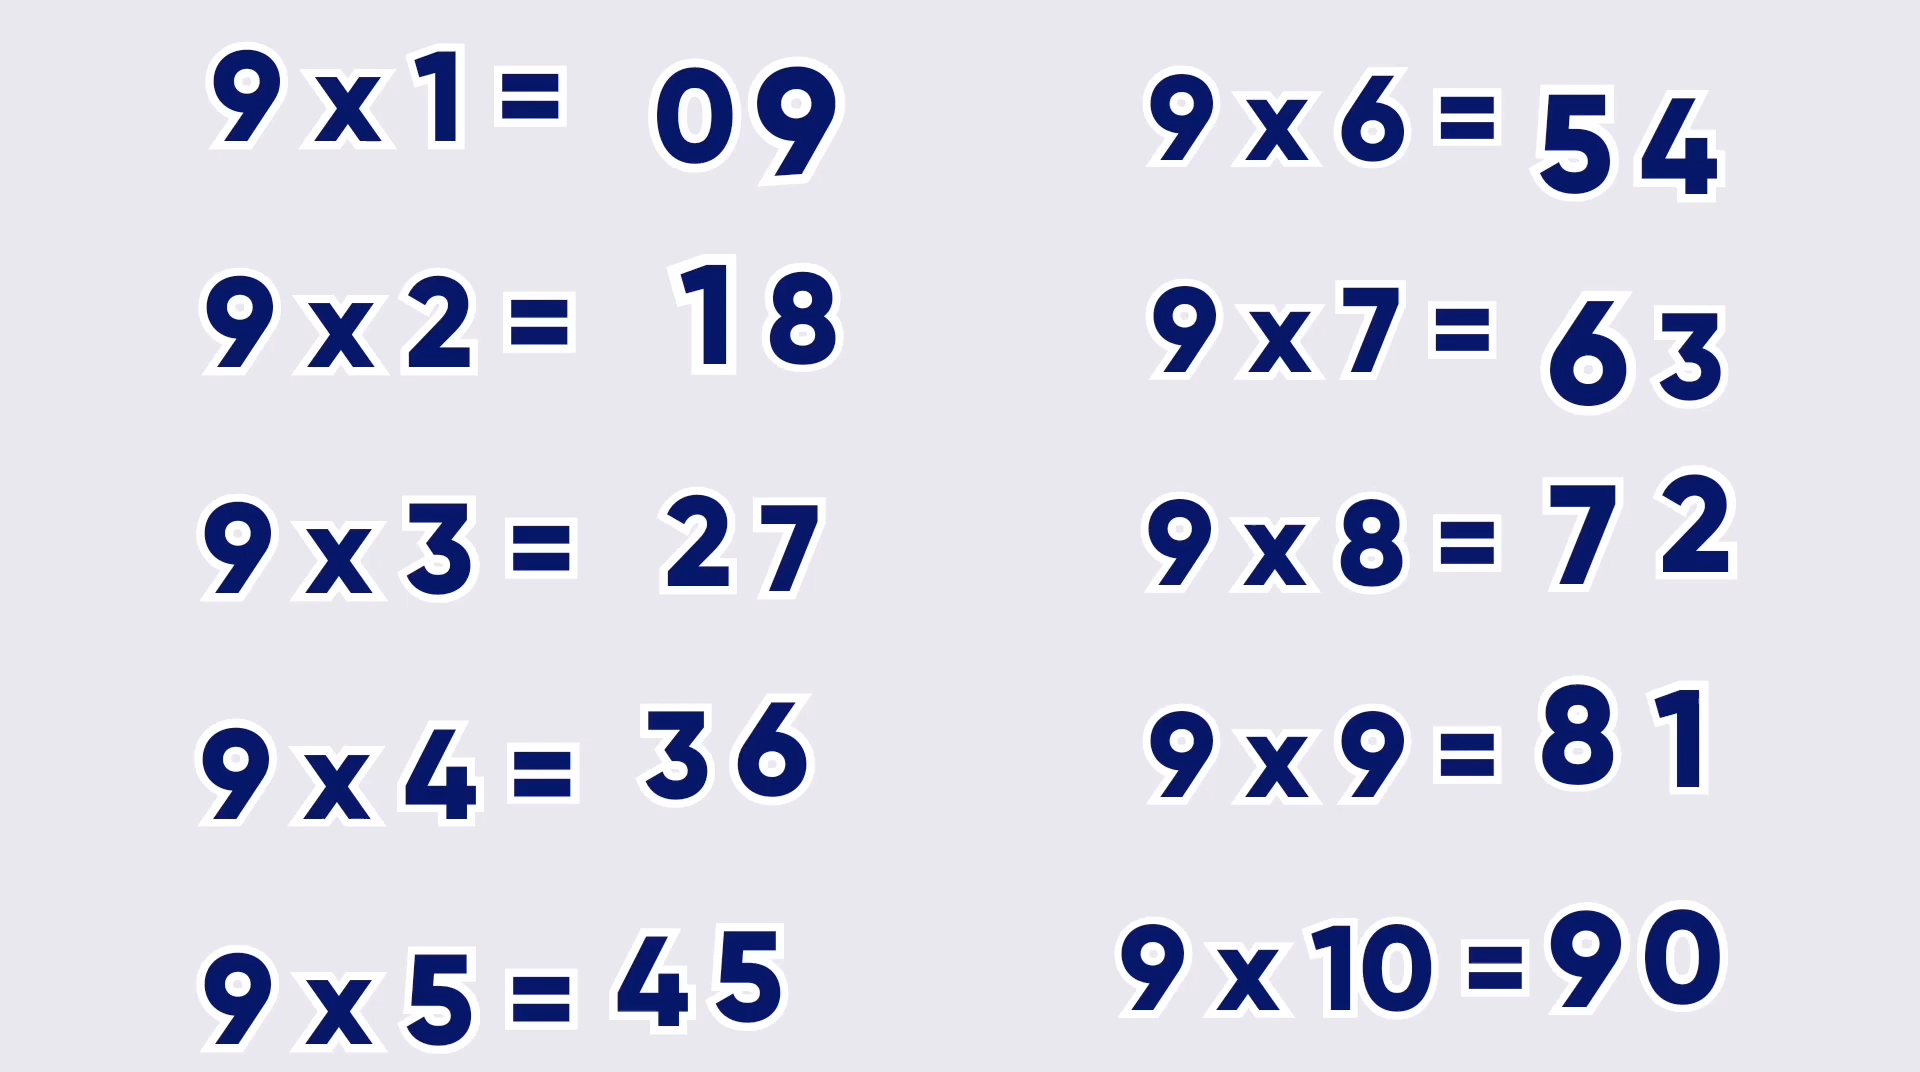 9 x 1 = 09
9 x 2 = 18
9 x 3 = 27
9 x 4 = 36
9 x 5 = 45
9 x 6 = 54
9 x 7 = 63
9 x 8 = 72
9 x 9 = 81
9 x 10 = 90